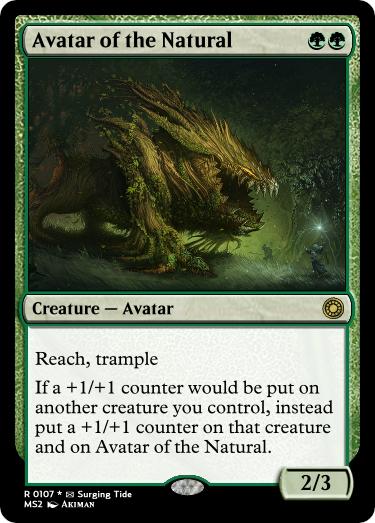 Avatar of the Natural
Creature — Avatar
Reach, trample
If a +1/+1 counter would be put on
another creature you control, instead
put a +1/+1 counter on that creature
and on Avatar of the Natural.
2/3
R 0107 * Surging Tide
MS2 Akiman